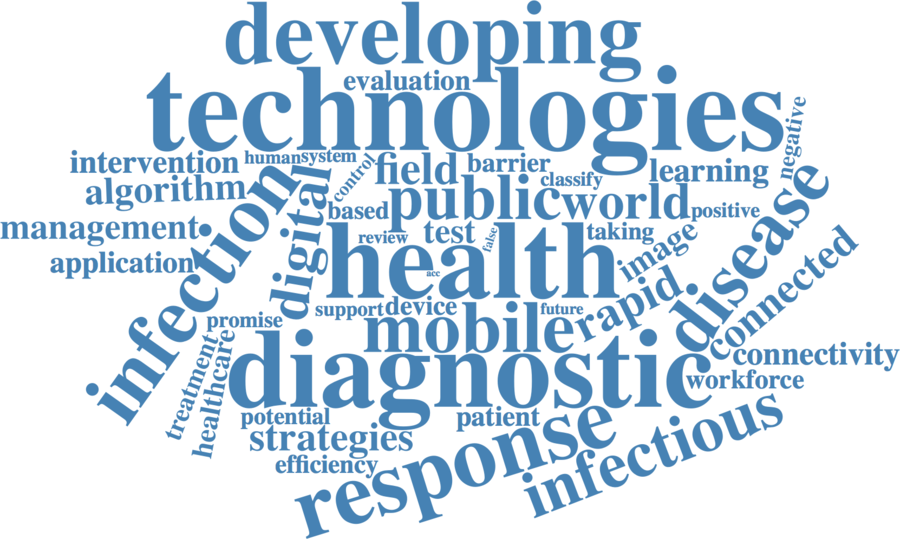 developing
evaluation
technologies
negative
intervention
humansystem
control
field
barrier
classify
learning
algorithm
infection
digital
based
public
world
positive
disease
management
review
test
false
health
taking
image
connected
application
acc
support
device
future
rapid
promise
mobile
treatment
healthcare
diagnostic
connectivity
workforce
potential
patient
strategies
response
infectious
efficiency